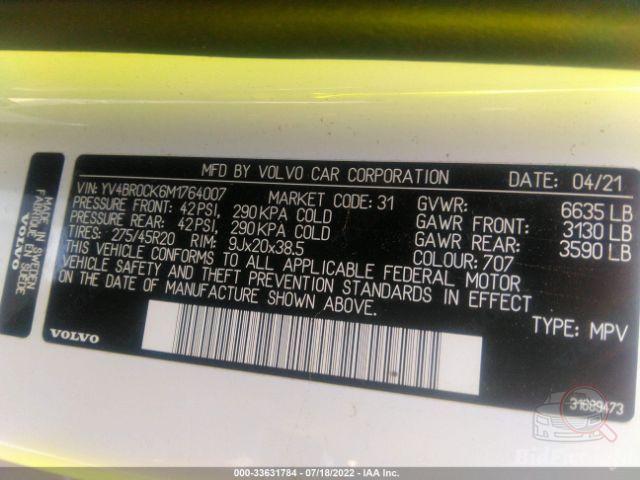 MFD BY VOLVO CAR CORPORATION DATE: 04/21
VIN: YV4BR0CK6M1764007 MARKET CODE: 31 GVWR: 6635 LB
PRESSURE FRONT: 42 PSI, 290 KPA COLD GAWR FRONT: 3130 LB
PRESSURE REAR: 42 PSI, 290 KPA COLD GAWR REAR: 3590 LB
TIRES: 275/45R20 RIM: 9Jx20x38.5 COLOUR: 707
THIS VEHICLE CONFORMS TO ALL APPLICABLE FEDERAL MOTOR
VEHICLE SAFETY AND THEFT PREVENTION STANDARDS IN EFFECT
ON THE DATE OF MANUFACTURE SHOWN ABOVE.
TYPE: MPV
VOLVO
31689473
MADE IN SWEDEN
FABRIQUÉ EN SUEDE
VOLVO
© - 33631784 - 07/18/2022 - IAA Inc.